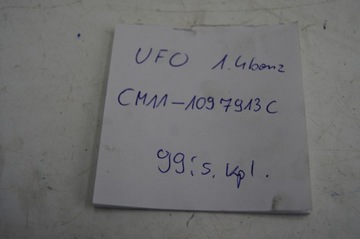 UFO 1.4benz
CM11-1097913C
99; s. kpl.